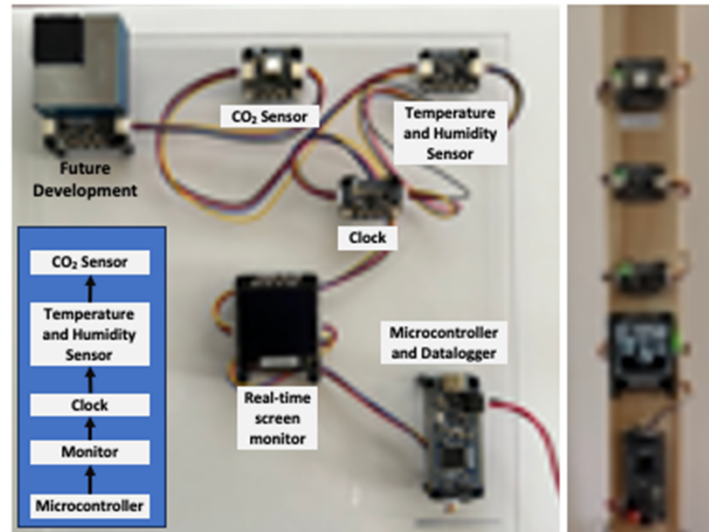 CO₂ Sensor
Temperature
and Humidity
Sensor
Future
Development
Clock
CO₂ Sensor
Temperature
and Humidity
Sensor
Clock
Monitor
Microcontroller
Microcontroller
and Datalogger
Real-time
screen
monitor